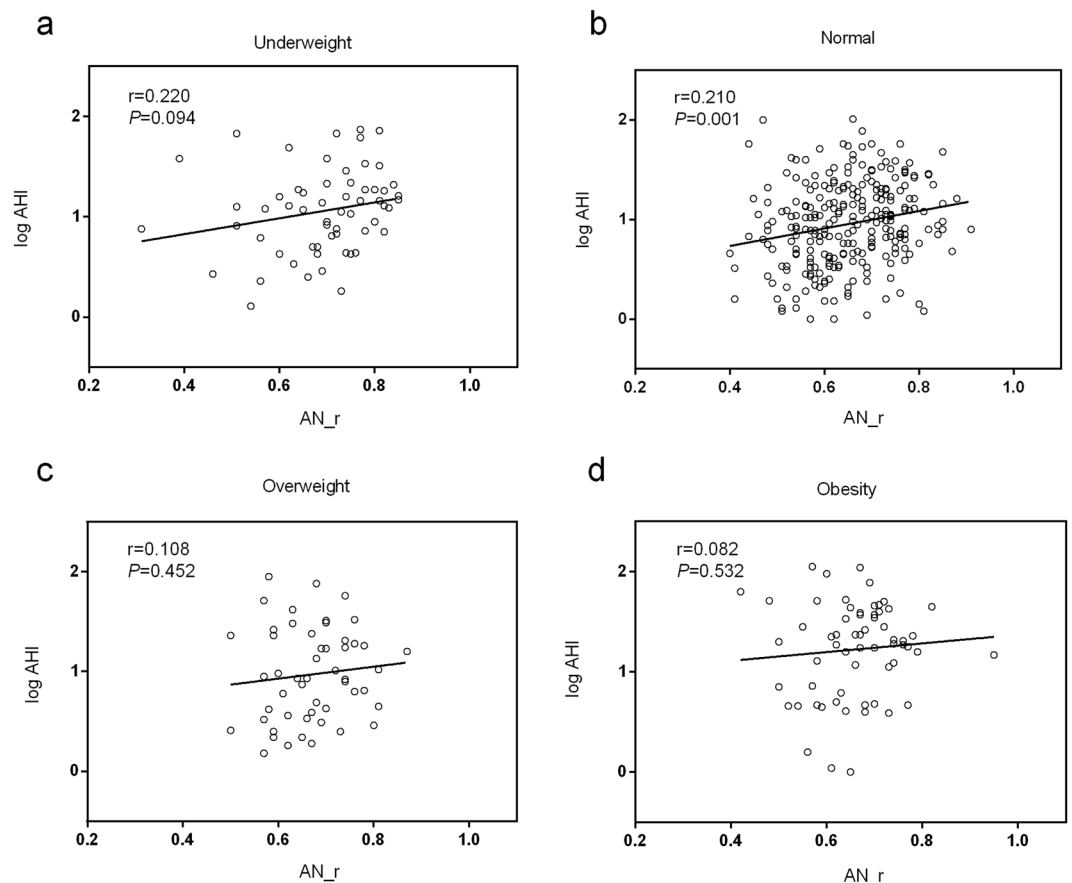 a
Underweight
r=0.220
P=0.094
2
1
0
log AHI
0.2 0.4 0.6 0.8 1.0
AN_r
b
Normal
r=0.210
P=0.001
2
1
0
log AHI
0.2 0.4 0.6 0.8 1.0
AN_r
c
Overweight
r=0.108
P=0.452
2
1
0
log AHI
0.2 0.4 0.6 0.8 1.0
AN_r
d
Obesity
r=0.082
P=0.532
2
1
0
log AHI
0.2 0.4 0.6 0.8 1.0
AN r